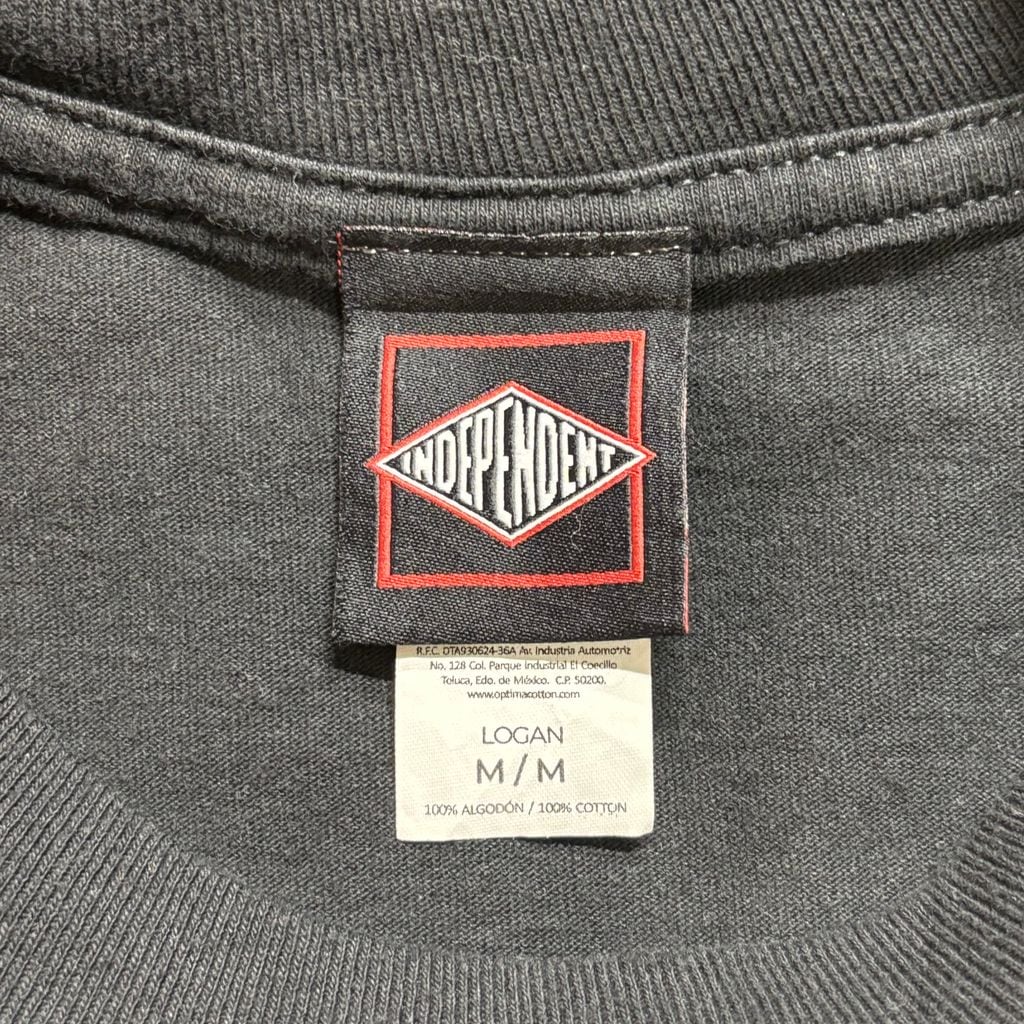 INDEPENDENT
R.F.C. DTA930624-36A Av. Industria Automotriz
No. 128 Col. Parque Industrial El Coecillo
Toluca, Edo. de México. C.P. 50200.
www.optimacotton.com
LOGAN
M / M
100% ALGODÓN / 100% COTTON